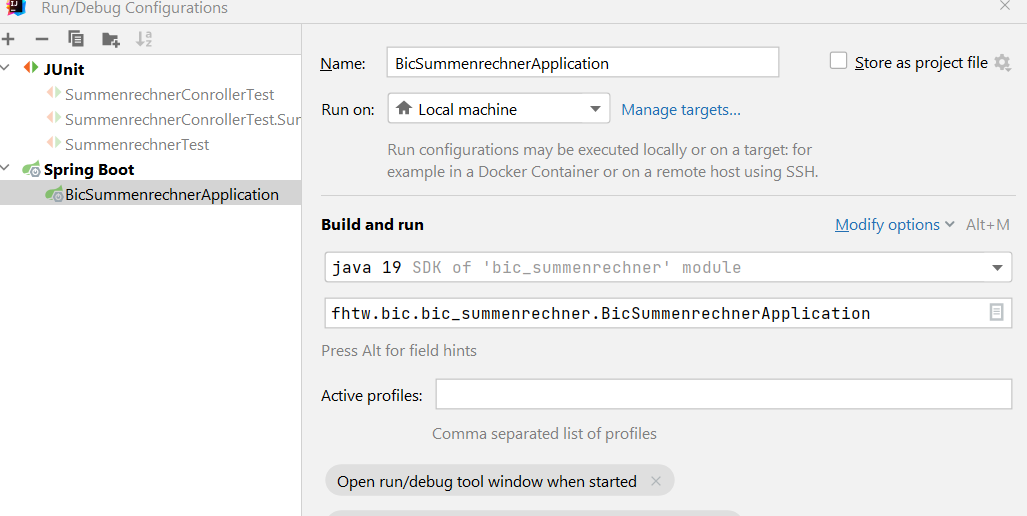 Run/Debug Configurations
JUnit
SummenrechnerConrollerTest
SummenrechnerConrollerTest.Sur
SummenrechnerTest
Spring Boot
BicSummenrechnerApplication
Name: BicSummenrechnerApplication
Store as project file
Run on: Local machine Manage targets...
Run configurations may be executed locally or on a target: for
example in a Docker Container or on a remote host using SSH.
Build and run
Modify options Alt+M
java 19 SDK of 'bic_summenrechner' module
fhtw.bic.bic_summenrechner.BicSummenrechnerApplication
Press Alt for field hints
Active profiles:
Comma separated list of profiles
Open run/debug tool window when started